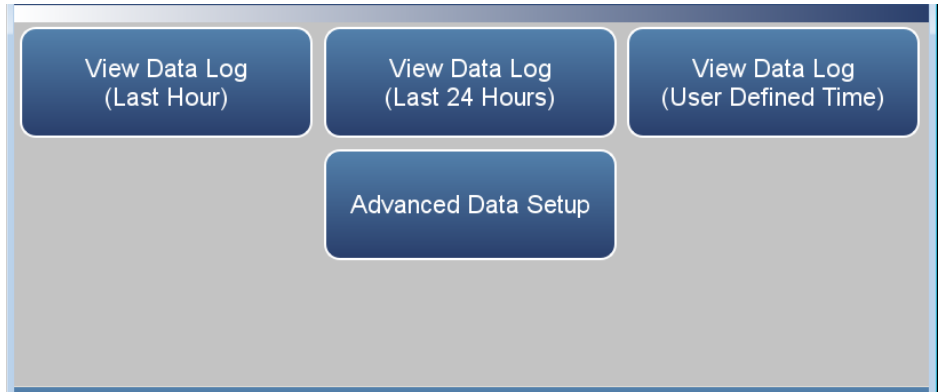 View Data Log
(Last Hour)
View Data Log
(Last 24 Hours)
View Data Log
(User Defined Time)
Advanced Data Setup